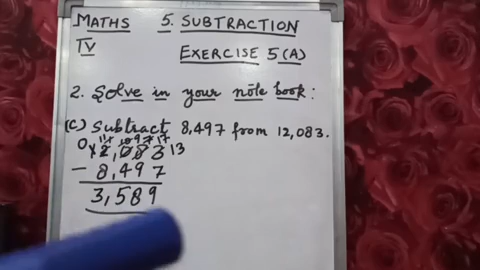 MATHS 5. SUBTRACTION
IV EXERCISE 5(A)
2. Solve in your note book:
(C) Subtract 8,497 from 12,083.
12,083 13
- 8,497
3,589